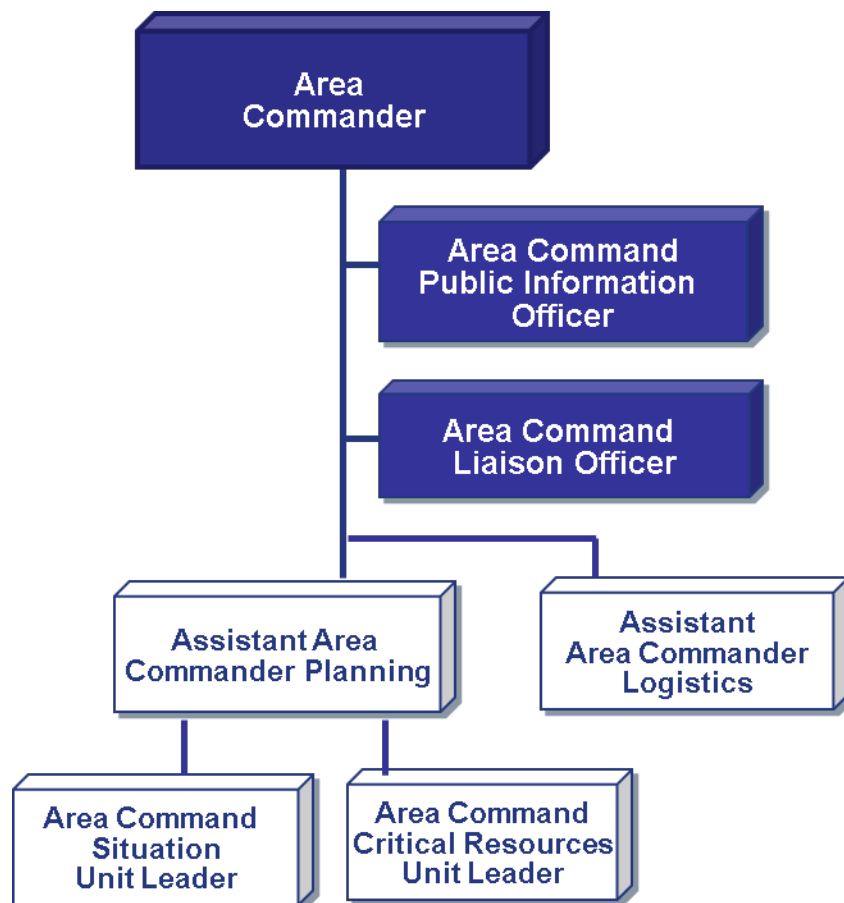 Area
Commander
Area Command
Public Information
Officer
Area Command
Liaison Officer
Assistant Area
Commander Planning
Assistant
Area Commander
Logistics
Area Command
Situation
Unit Leader
Area Command
Critical Resources
Unit Leader